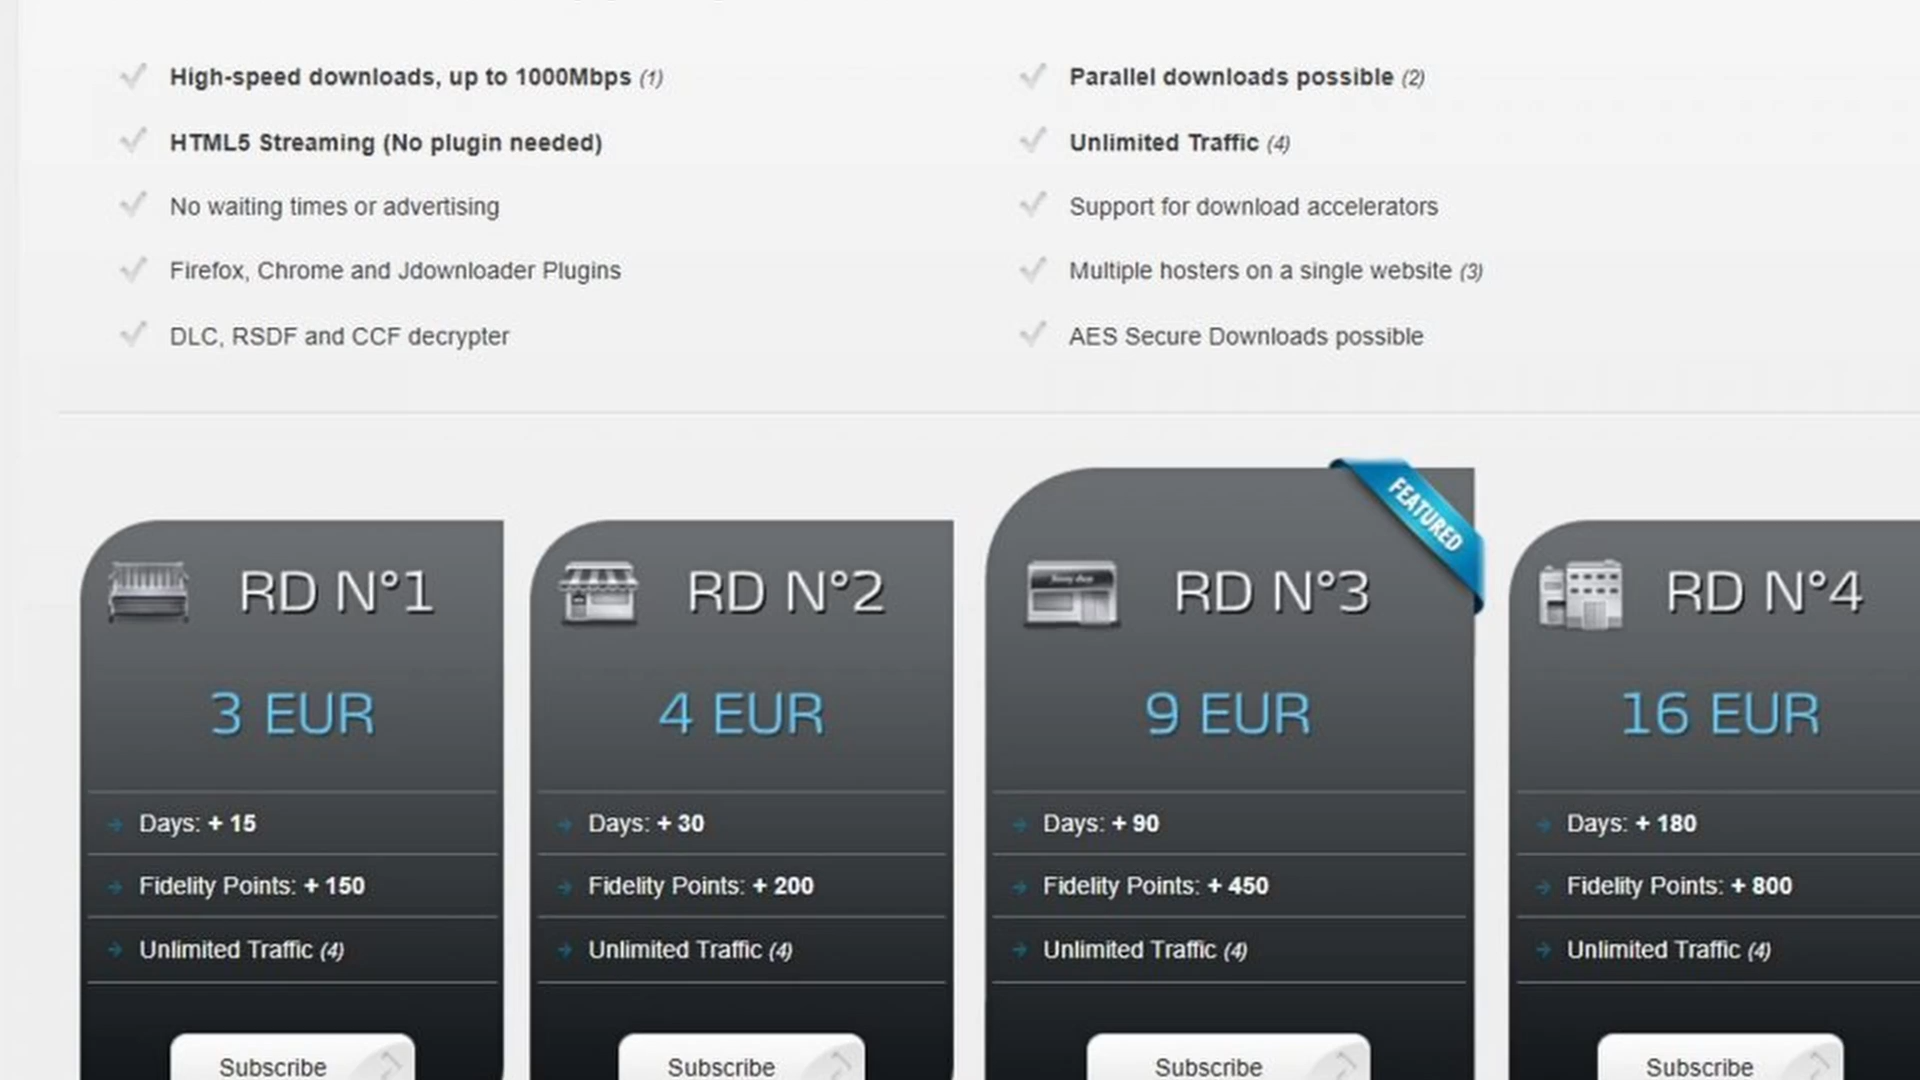 High-speed downloads, up to 1000Mbps (1)
Parallel downloads possible (2)
HTML5 Streaming (No plugin needed)
Unlimited Traffic (4)
No waiting times or advertising
Support for download accelerators
Firefox, Chrome and Jdownloader Plugins
Multiple hosters on a single website (3)
DLC, RSDF and CCF decrypter
AES Secure Downloads possible
RD N°1
3 EUR
Days: + 15
Fidelity Points: + 150
Unlimited Traffic (4)
Subscribe
RD N°2
4 EUR
Days: + 30
Fidelity Points: + 200
Unlimited Traffic (4)
Subscribe
FEATURED
RD N°3
9 EUR
Days: + 90
Fidelity Points: + 450
Unlimited Traffic (4)
Subscribe
RD N°4
16 EUR
Days: + 180
Fidelity Points: + 800
Unlimited Traffic (4)
Subscribe